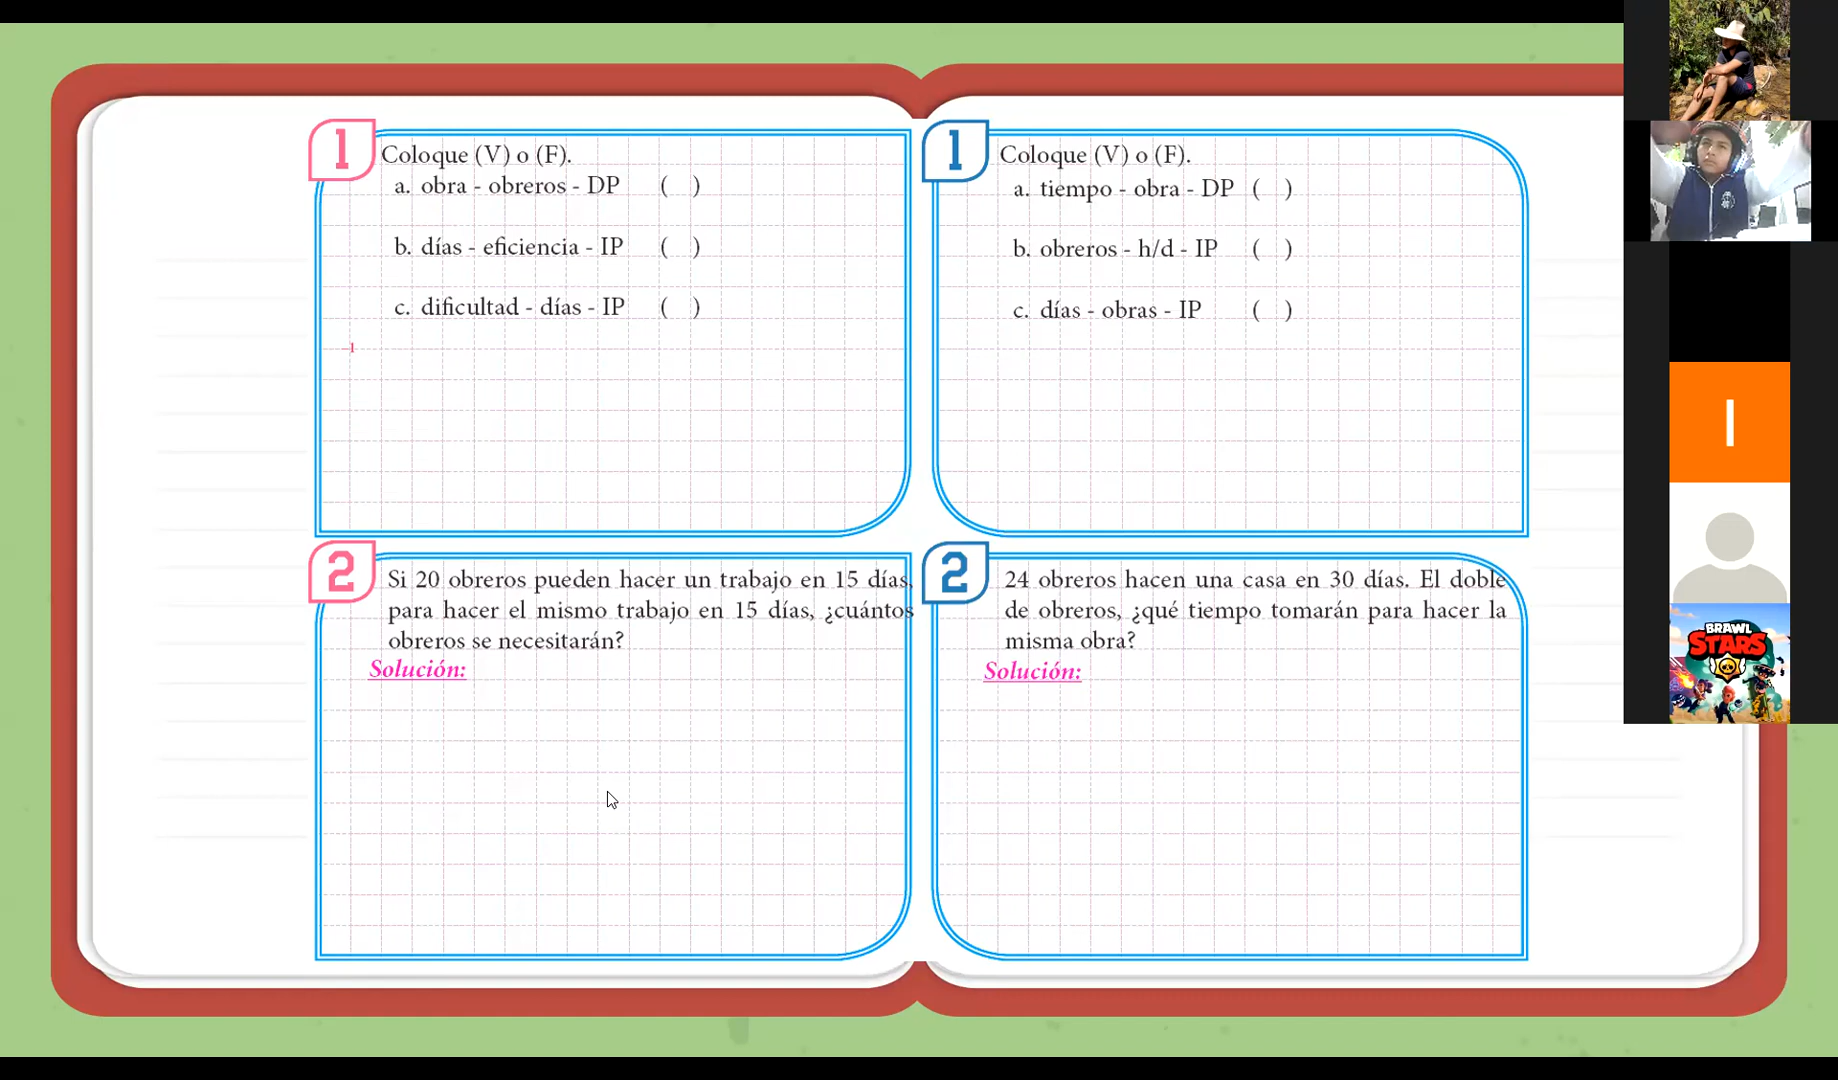 1
Coloque (V) o (F).
a. obra - obreros - DP ( )
b. días - eficiencia - IP ( )
c. dificultad - días - IP ( )
-1
1
Coloque (V) o (F).
a. tiempo - obra - DP ( )
b. obreros - h/d - IP ( )
c. días - obras - IP ( )
2
Si 20 obreros pueden hacer un trabajo en 15 días,
para hacer el mismo trabajo en 15 días, ¿cuántos
obreros se necesitarán?
Solución:
2
24 obreros hacen una casa en 30 días. El doble
de obreros, ¿qué tiempo tomarán para hacer la
misma obra?
Solución:
I
BRAWL
STARS